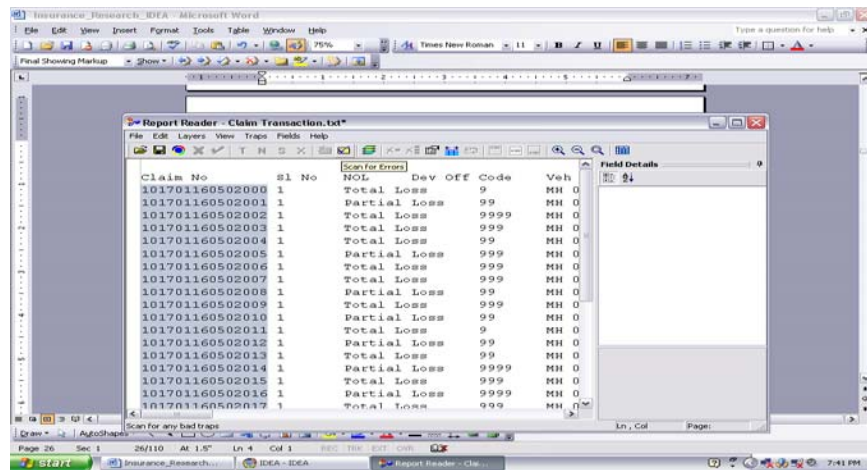 Insurance_Research_IDEA - Microsoft Word
File Edit View Insert Format Tools Table Window Help Type a question for help
75% Times New Roman 11 B I U
Final Showing Markup Show
Report Reader - Claim Transaction.txt*
File Edit Layers View Traps Fields Help
Scan for Errors
Field Details
Claim No Sl No NOL Dev Off Code Veh
101701160502000 1 Total Loss 9 MH 0
101701160502001 1 Partial Loss 99 MH 0
101701160502002 1 Total Loss 9999 MH 0
101701160502003 1 Total Loss 999 MH 0
101701160502004 1 Total Loss 99 MH 0
101701160502005 1 Partial Loss 999 MH 0
101701160502006 1 Total Loss 999 MH 0
101701160502007 1 Total Loss 999 MH 0
101701160502008 1 Partial Loss 99 MH 0
101701160502009 1 Total Loss 999 MH 0
101701160502010 1 Partial Loss 99 MH 0
101701160502011 1 Total Loss 9 MH 0
101701160502012 1 Partial Loss 99 MH 0
101701160502013 1 Total Loss 99 MH 0
101701160502014 1 Partial Loss 9999 MH 0
101701160502015 1 Total Loss 999 MH 0
101701160502016 1 Partial Loss 9999 MH 0
101701160502017 1 Total Loss 999 MH 0
Scan for any bad traps Ln , Col Page:
Draw AutoShapes
Page 26 Sec 1 26/110 At 1.5" Ln 4 Col 1 REC TRK EXT OVR
start Insurance_Research... IDEA - IDEA Report Reader - Clai... 7:41 PM